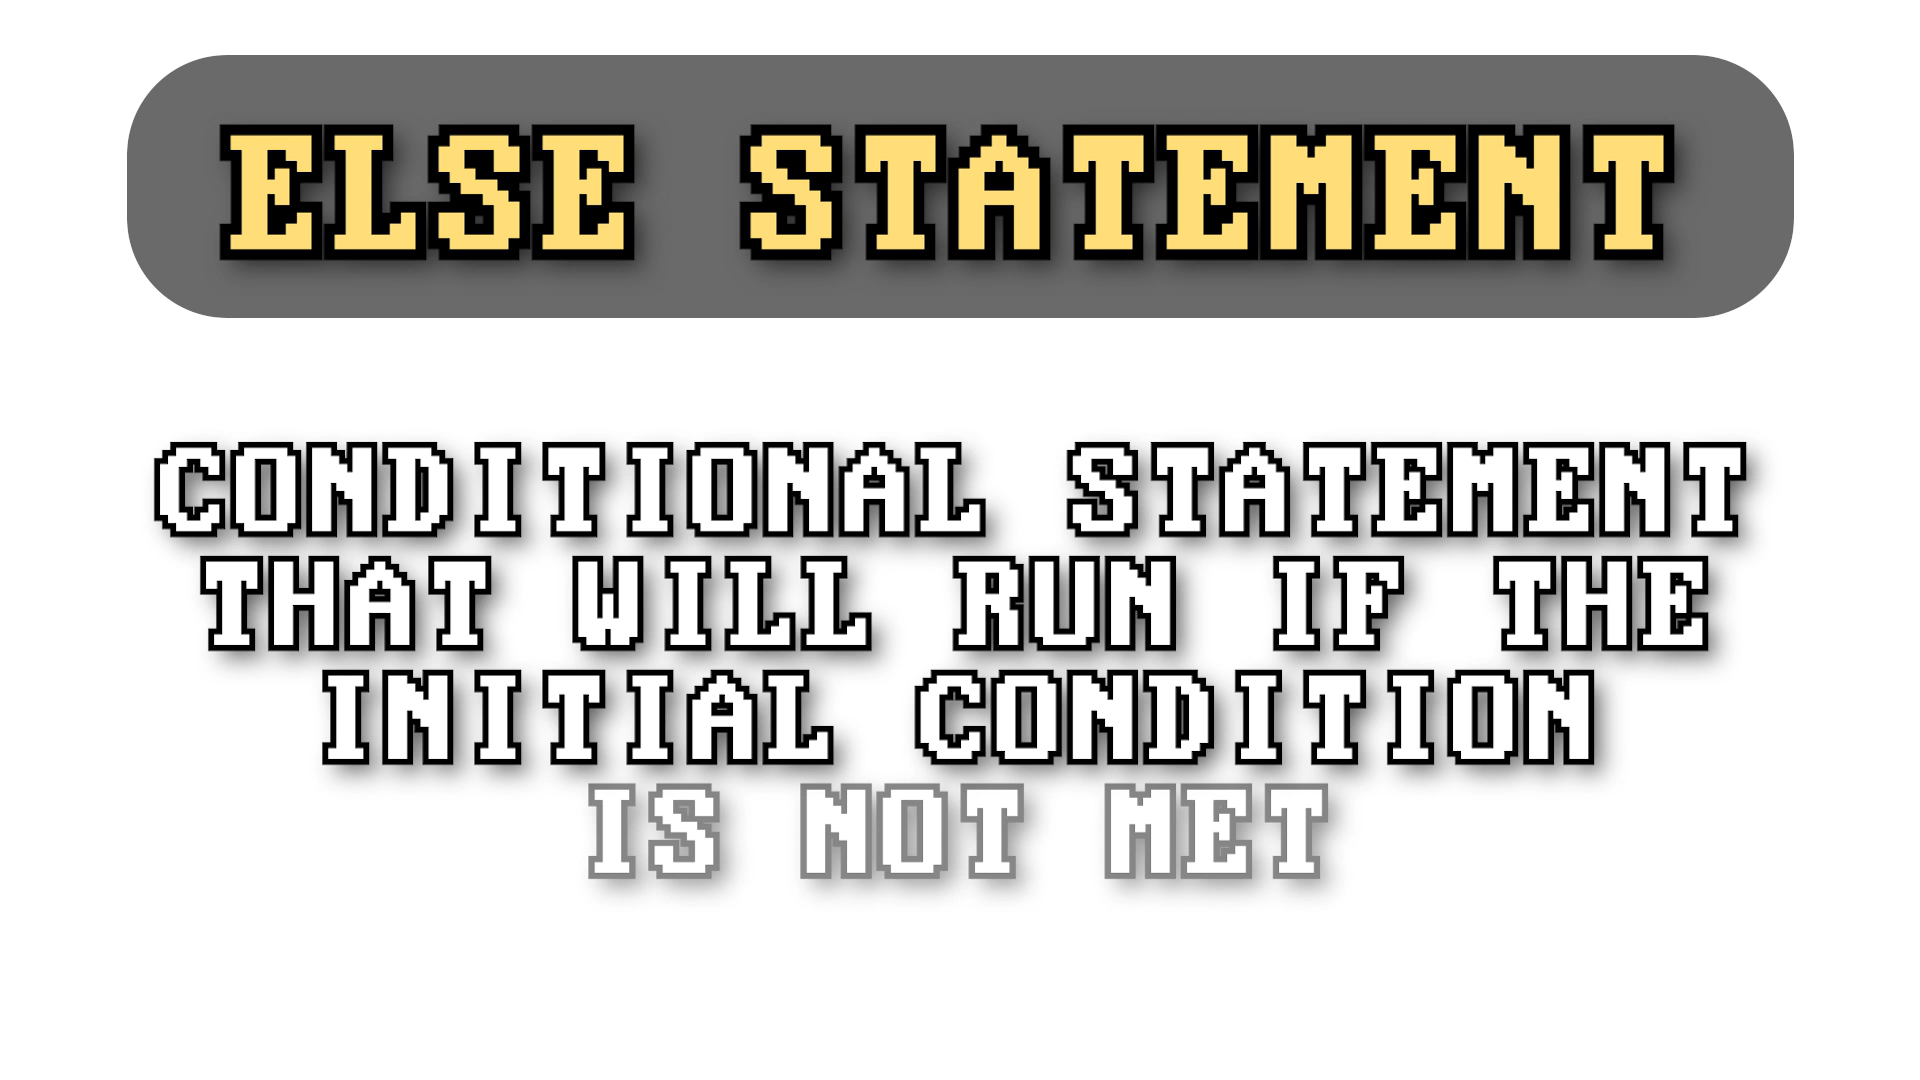 ELSE STATEMENT
CONDITIONAL STATEMENT
THAT WILL RUN IF THE
INITIAL CONDITION
IS NOT MET